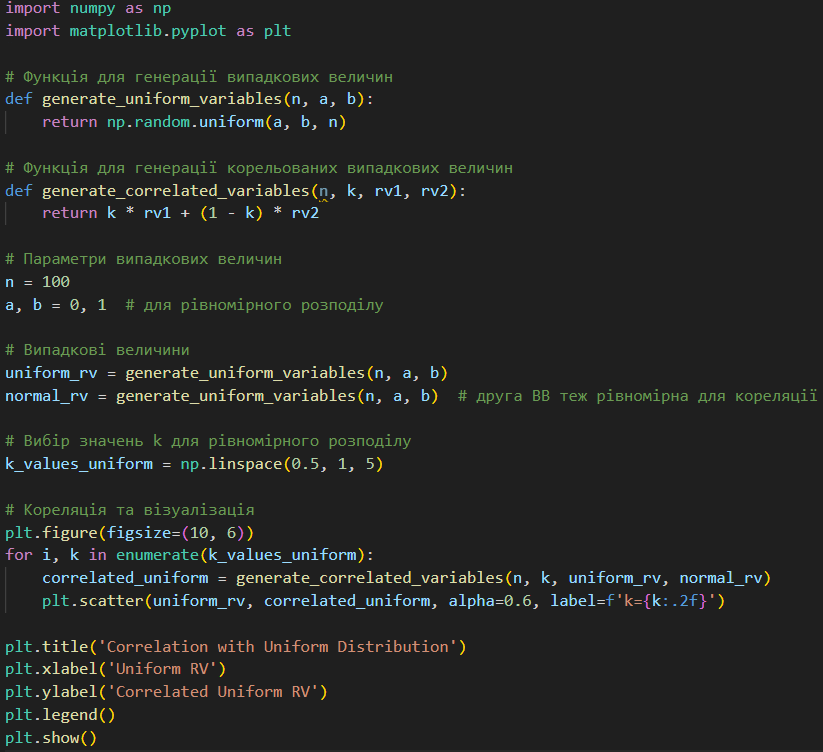 import numpy as np
import matplotlib.pyplot as plt

# Функція для генерації випадкових величин
def generate_uniform_variables(n, a, b):
    return np.random.uniform(a, b, n)

# Функція для генерації корельованих випадкових величин
def generate_correlated_variables(n, k, rv1, rv2):
    return k * rv1 + (1 - k) * rv2

# Параметри випадкових величин
n = 100
a, b = 0, 1  # для рівномірного розподілу

# Випадкові величини
uniform_rv = generate_uniform_variables(n, a, b)
normal_rv = generate_uniform_variables(n, a, b)  # друга ВВ теж рівномірна для кореляції

# Вибір значень k для рівномірного розподілу
k_values_uniform = np.linspace(0.5, 1, 5)

# Кореляція та візуалізація
plt.figure(figsize=(10, 6))
for i, k in enumerate(k_values_uniform):
    correlated_uniform = generate_correlated_variables(n, k, uniform_rv, normal_rv)
    plt.scatter(uniform_rv, correlated_uniform, alpha=0.6, label=f'k={k:.2f}')

plt.title('Correlation with Uniform Distribution')
plt.xlabel('Uniform RV')
plt.ylabel('Correlated Uniform RV')
plt.legend()
plt.show()